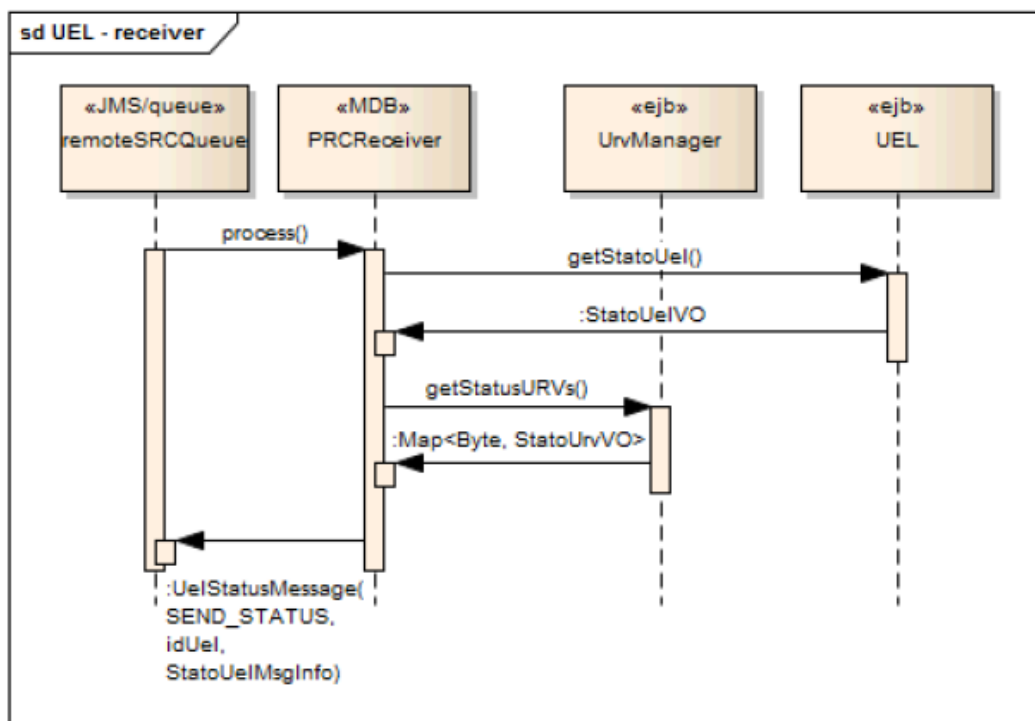 sd UEL - receiver
«JMS/queue»
remoteSRCQueue
«MDB»
PRCReceiver
«ejb»
UrvManager
«ejb»
UEL
process()
getStatoUel()
:StatoUelVO
getStatusURVs()
:Map<Byte, StatoUrvVO>
:UelStatusMessage(
SEND_STATUS,
idUel,
StatoUelMsgInfo)